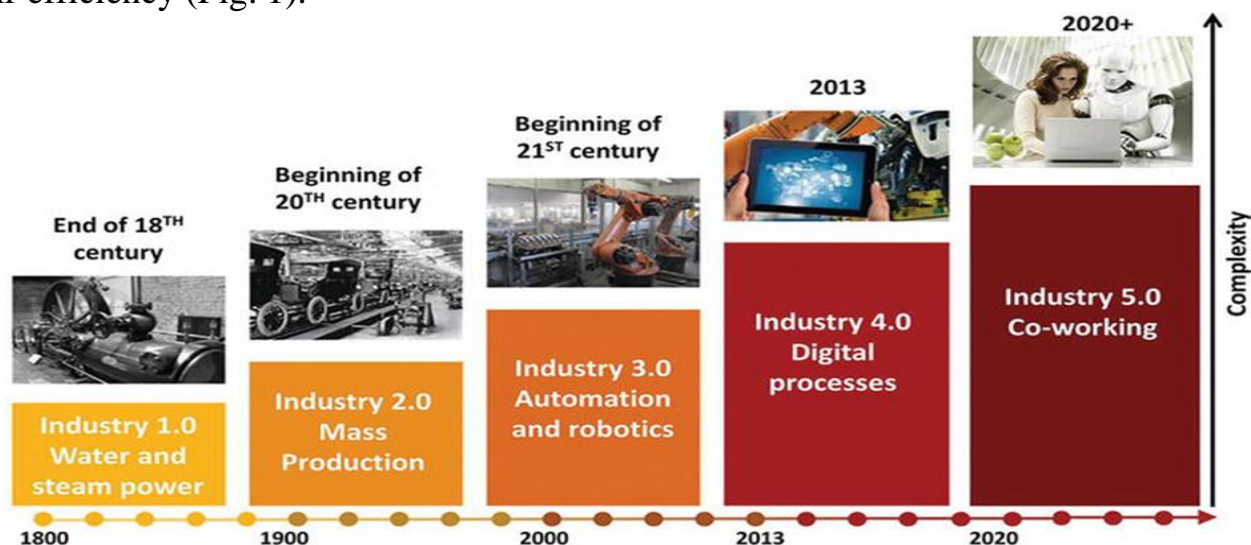 efficiency (Fig. 1).
2020+
2013
Beginning of
21ST century
Beginning of
20TH century
End of 18TH
century
Industry 1.0
Water and
steam power
Industry 2.0
Mass
Production
Industry 3.0
Automation
and robotics
Industry 4.0
Digital
processes
Industry 5.0
Co-working
Complexity
1800
1900
2000
2013
2020